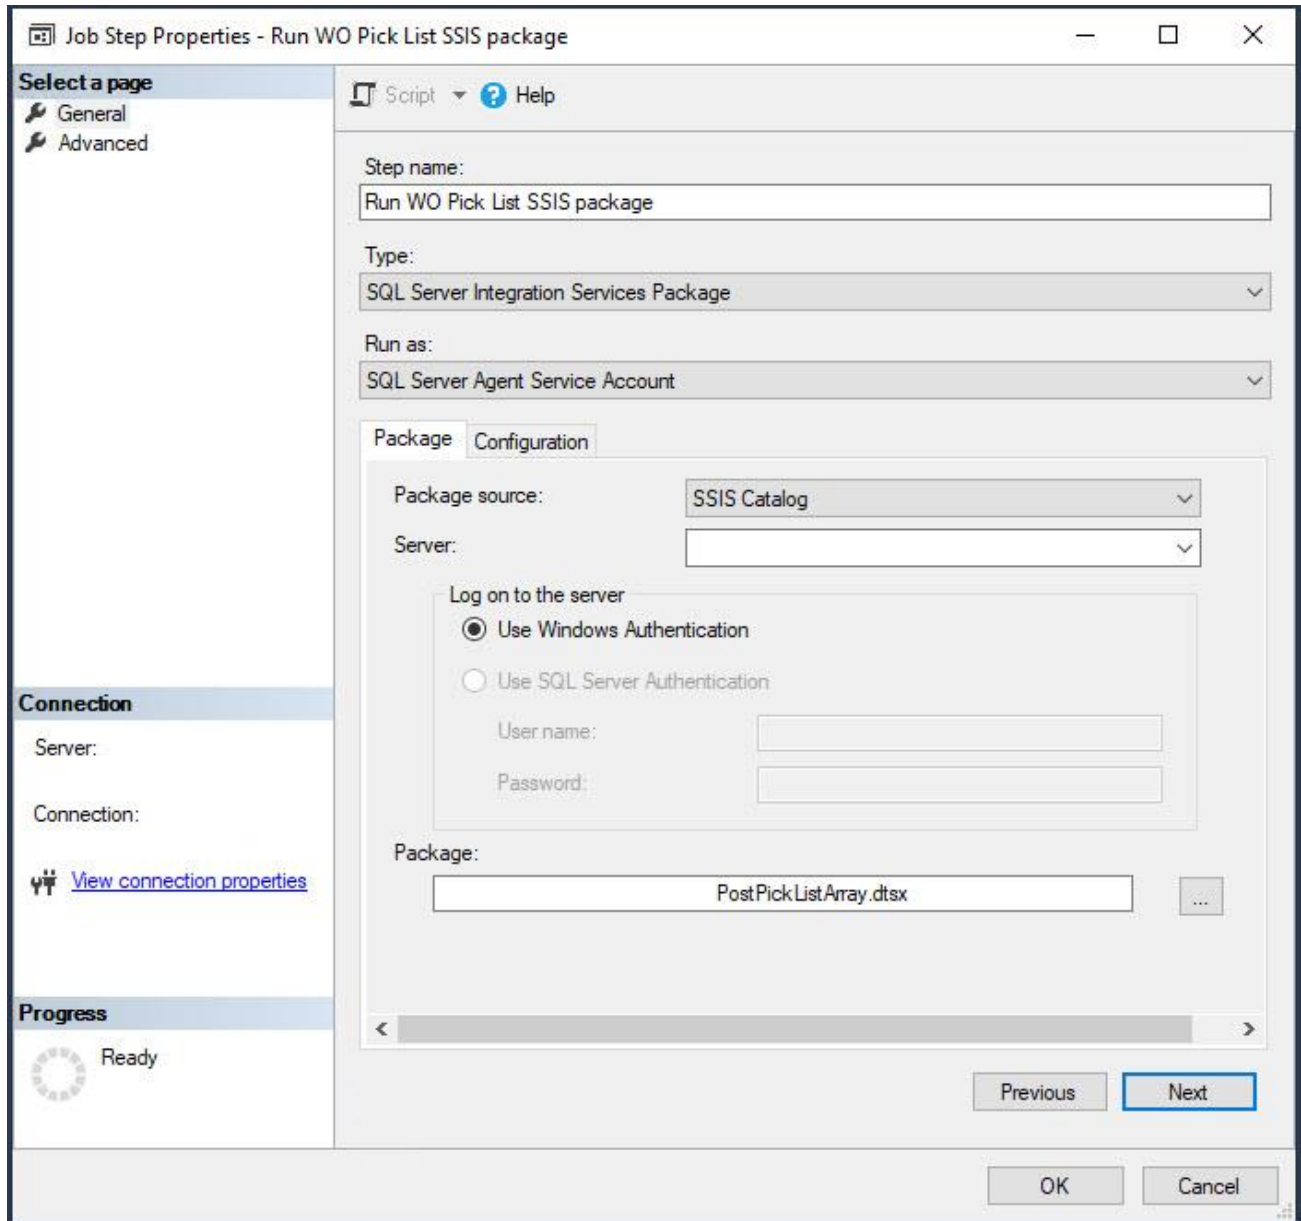 Job Step Properties - Run WO Pick List SSIS package
Select a page
General
Advanced
Script
Help
Step name:
Run WO Pick List SSIS package
Type:
SQL Server Integration Services Package
Run as:
SQL Server Agent Service Account
Package
Configuration
Package source:
SSIS Catalog
Server:
Log on to the server
Use Windows Authentication
Use SQL Server Authentication
User name:
Password:
Package:
PostPickListArray.dtsx
...
Connection
Server:
Connection:
View connection properties
Progress
Ready
Previous
Next
OK
Cancel